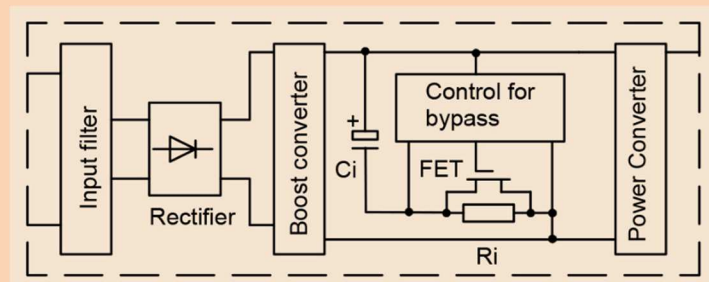 Input filter
Rectifier
Boost converter
+
Ci
Control for
bypass
FET
Ri
Power Converter